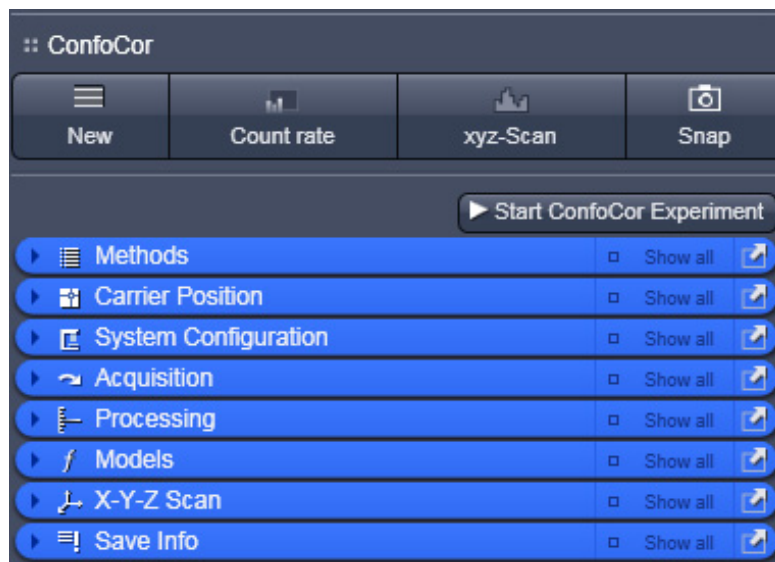 ConfoCor
New Count rate xyz-Scan Snap
Start ConfoCor Experiment
Methods Show all
Carrier Position Show all
System Configuration Show all
Acquisition Show all
Processing Show all
Models Show all
X-Y-Z Scan Show all
Save Info Show all